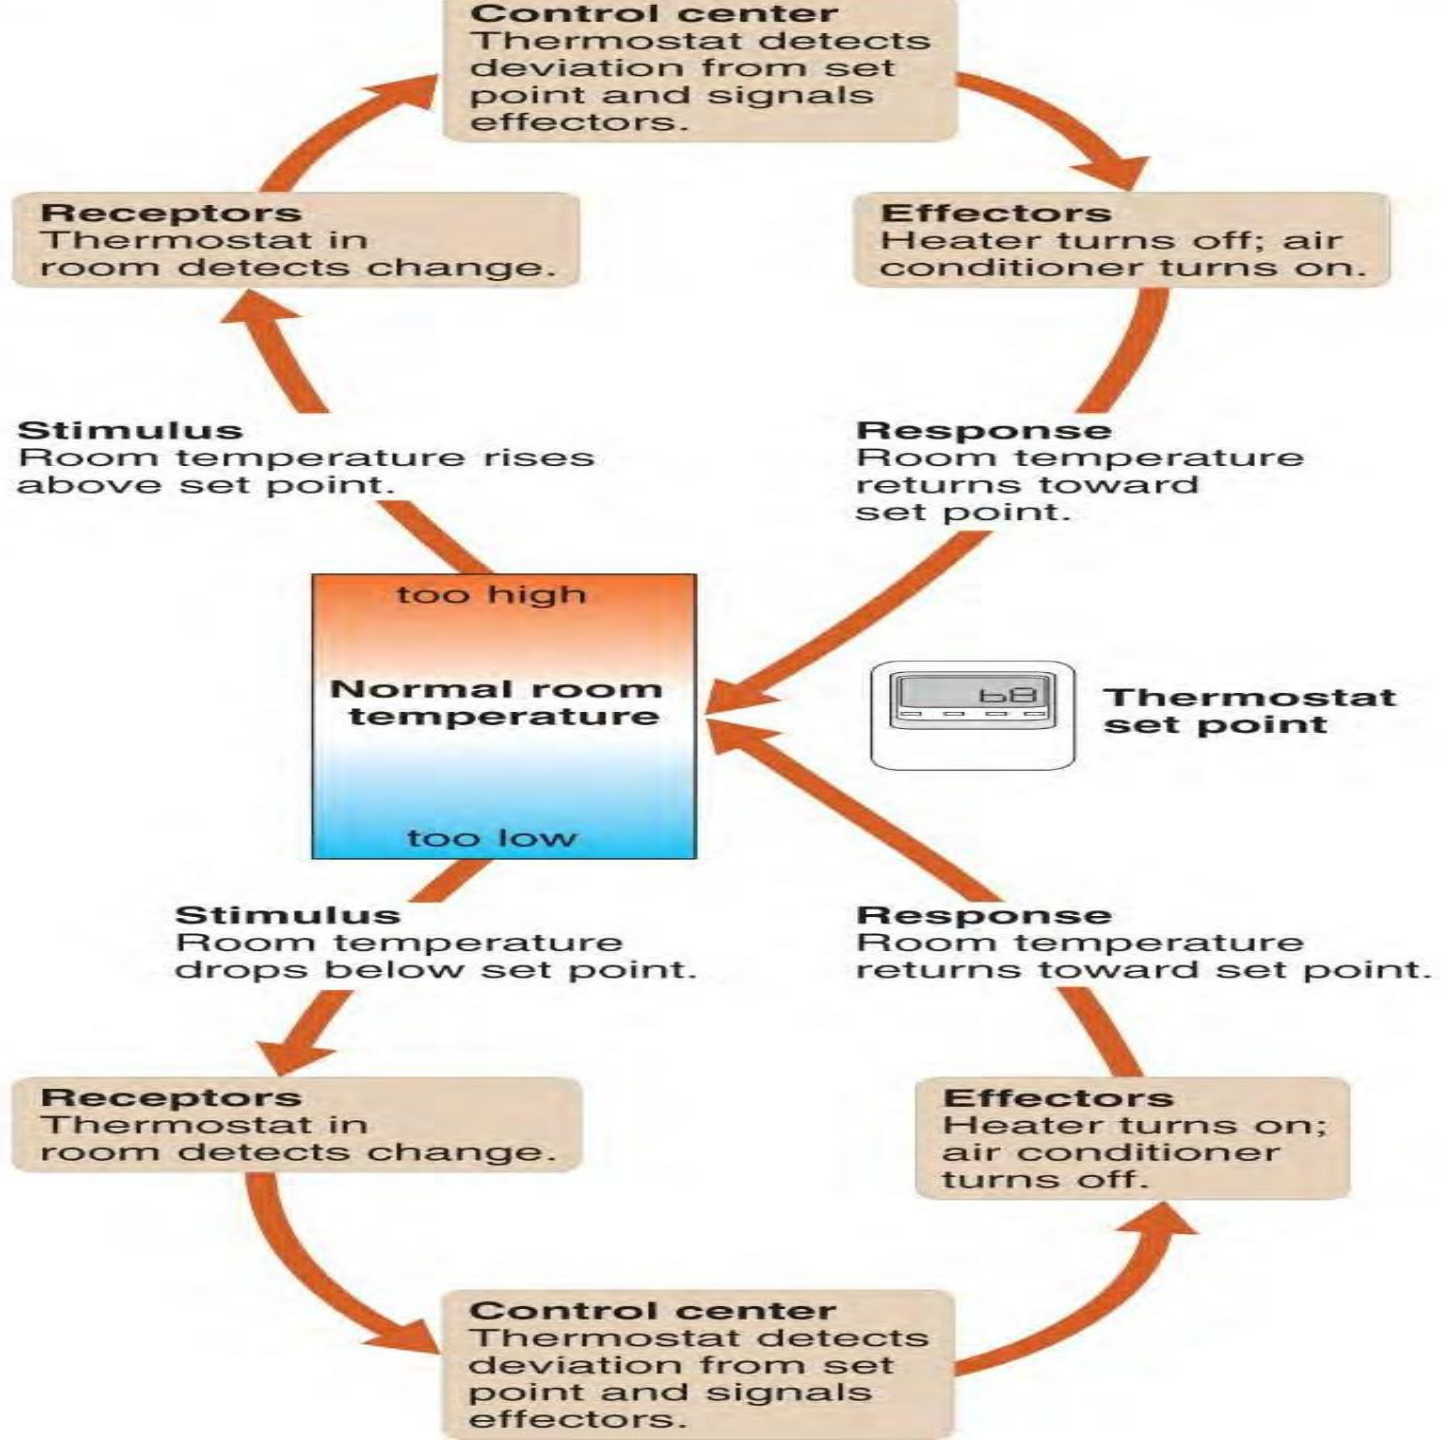 Control center
Thermostat detects
deviation from set
point and signals
effectors.
Receptors
Thermostat in
room detects change.
Effectors
Heater turns off; air
conditioner turns on.
Stimulus
Room temperature rises
above set point.
Response
Room temperature
returns toward
set point.
too high
Normal room
temperature
too low
68
Thermostat
set point
Stimulus
Room temperature
drops below set point.
Response
Room temperature
returns toward set point.
Receptors
Thermostat in
room detects change.
Effectors
Heater turns on;
air conditioner
turns off.
Control center
Thermostat detects
deviation from set
point and signals
effectors.